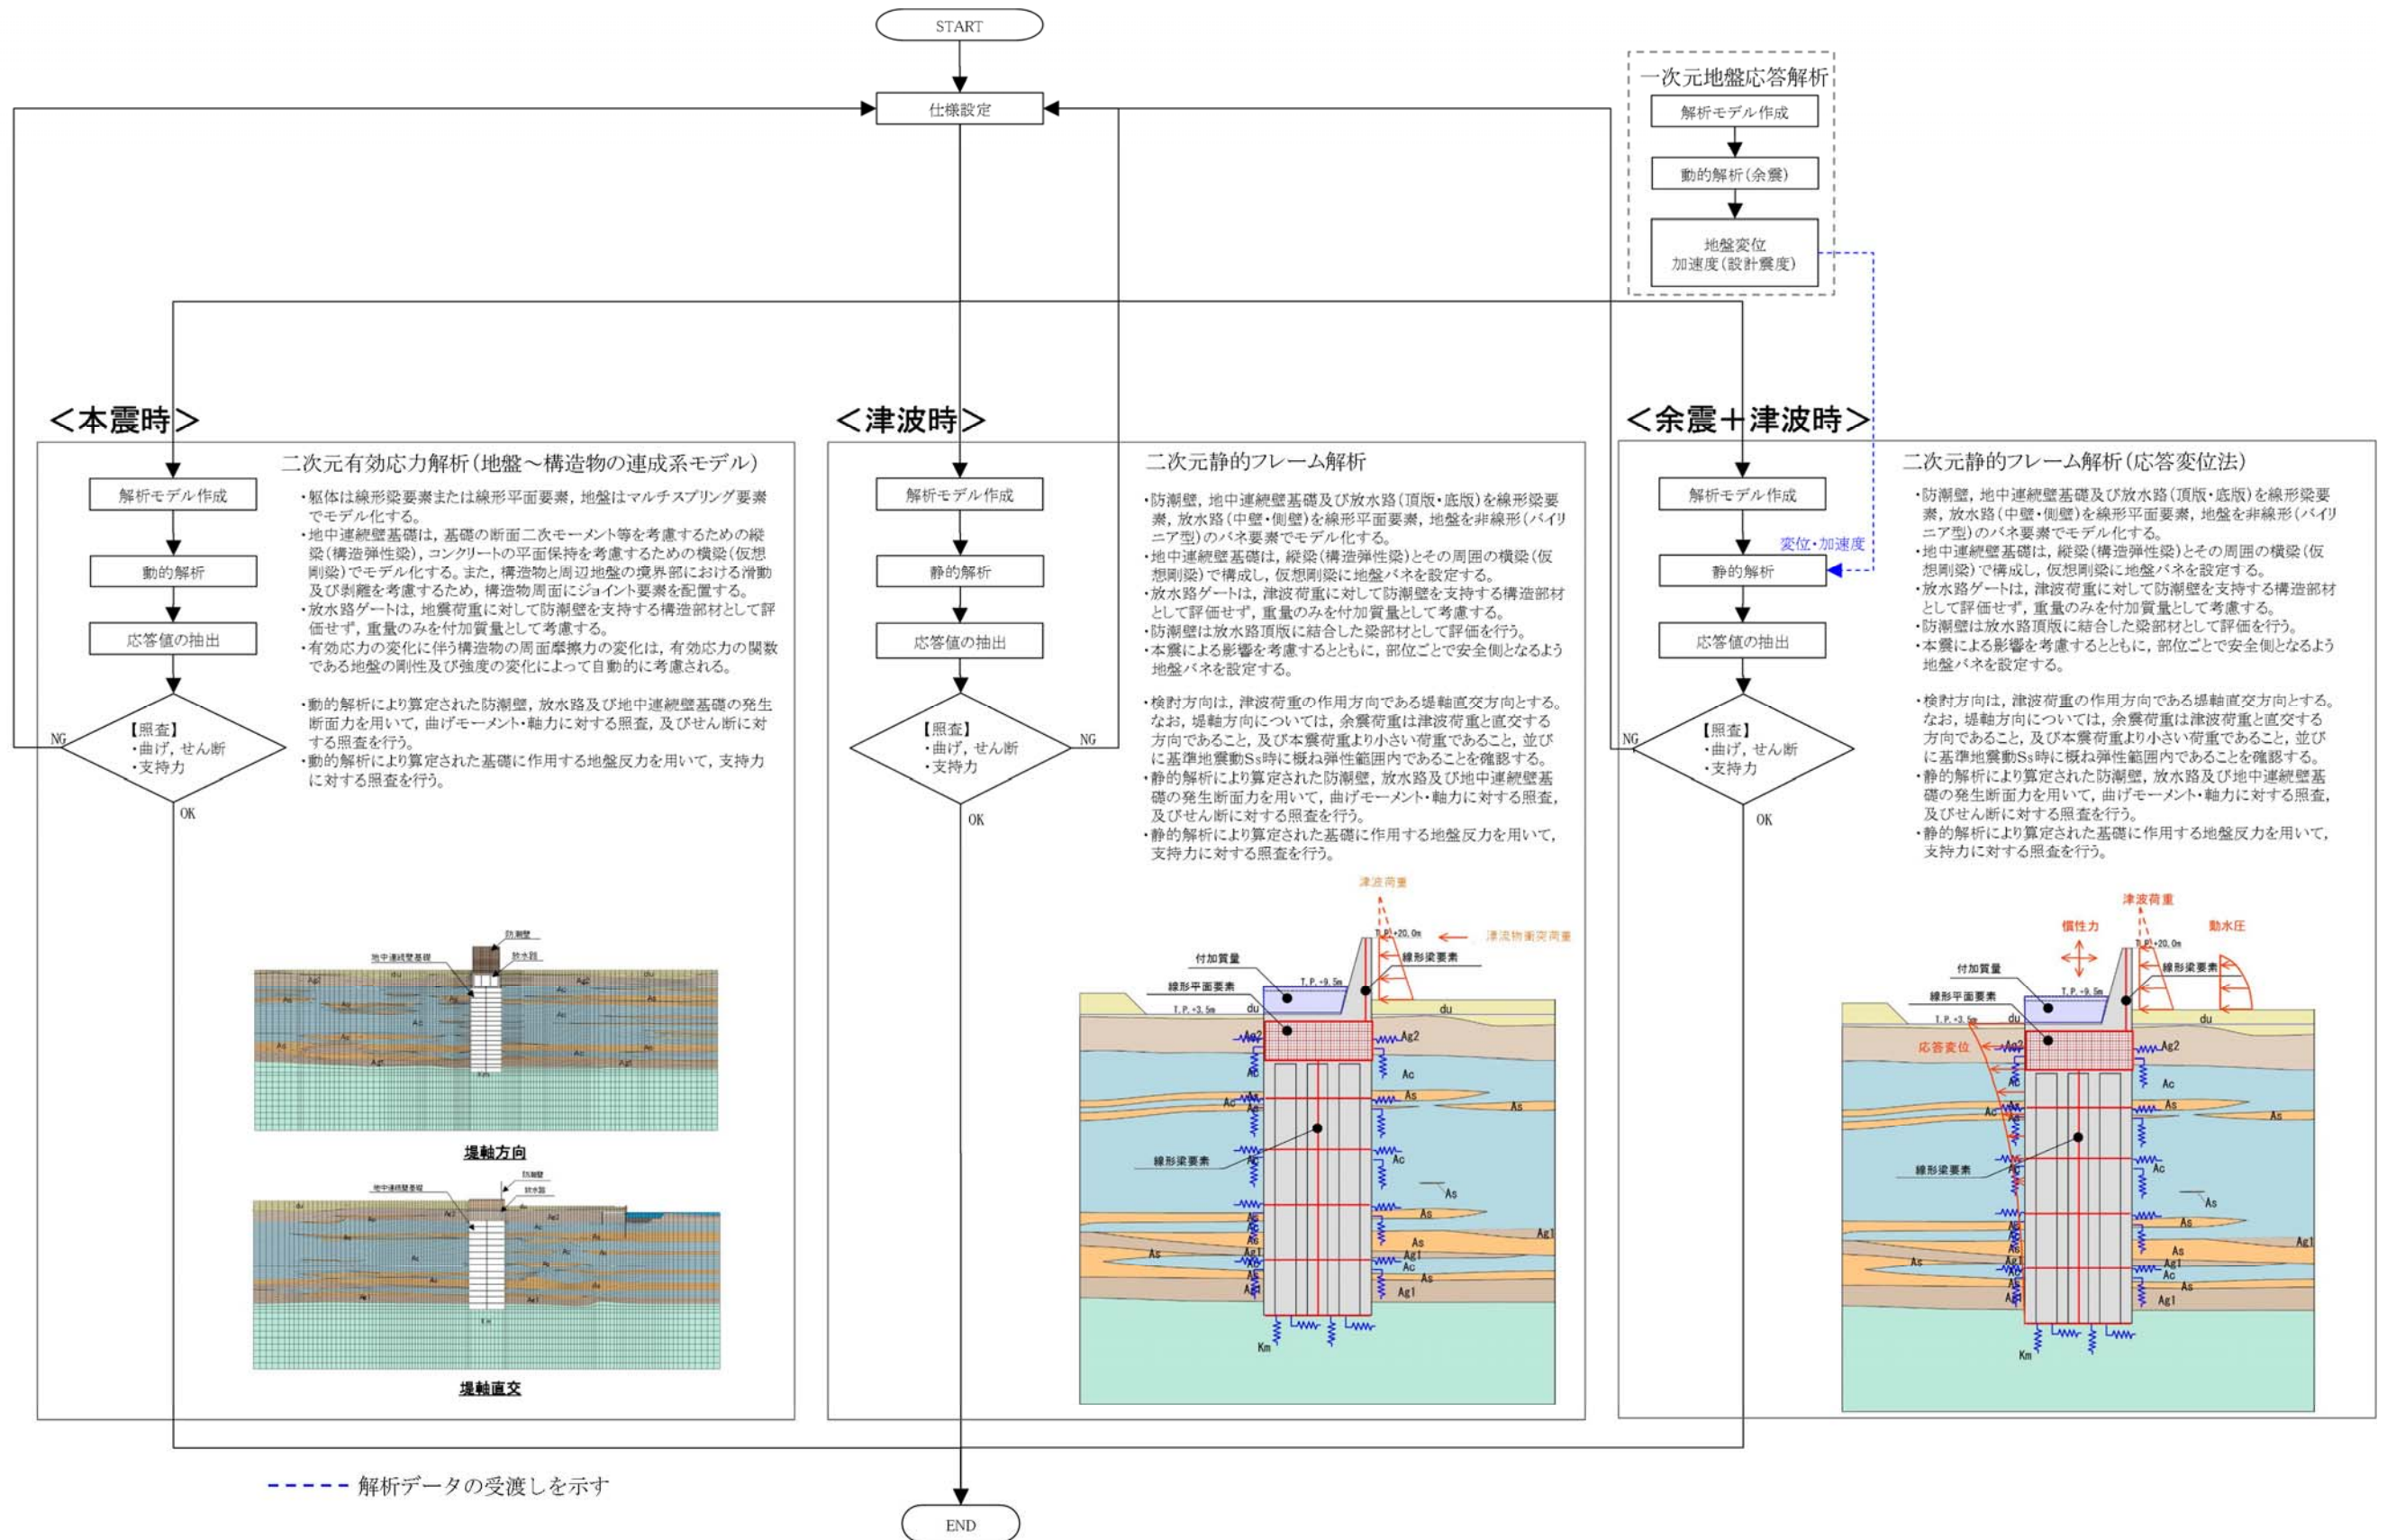 START
仕様設定
一次元地盤応答解析
解析モデル作成
動的解析(余震)
地盤変位
加速度(設計震度)
＜本震時＞
二次元有効応力解析(地盤～構造物の連成系モデル)
解析モデル作成
動的解析
応答値の抽出
【照査】
・曲げ, せん断
・支持力
NG
OK
・躯体は線形梁要素または線形平面要素, 地盤はマルチスプリング要素
でモデル化する。
・地中連続壁基礎は, 基礎の断面二次モーメント等を考慮するための縦
梁(構造弾性梁), コンクリートの平面保持を考慮するための横梁(仮想
剛梁)でモデル化する。また, 構造物と周辺地盤の境界部における滑動
及び剥離を考慮するため, 構造物周面にジョイント要素を配置する。
・放水路ゲートは, 地震荷重に対して防潮壁を支持する構造部材として評
価せず, 重量のみを付加質量として考慮する。
・有効応力の変化に伴う構造物の周面摩擦力の変化は, 有効応力の関数
である地盤の剛性及び強度の変化によって自動的に考慮される。
・動的解析により算定された防潮壁, 放水路及び地中連続壁基礎の発生
断面力を用いて, 曲げモーメント・軸力に対する照査, 及びせん断に対
する照査を行う。
・動的解析により算定された基礎に作用する地盤反力を用いて, 支持力
に対する照査を行う。
防潮壁
地中連続壁基礎
放水路
堤軸方向
防潮壁
地中連続壁基礎
放水路
堤軸直交
＜津波時＞
二次元静的フレーム解析
解析モデル作成
静的解析
応答値の抽出
【照査】
・曲げ, せん断
・支持力
NG
OK
・防潮壁, 地中連続壁基礎及び放水路(頂版・底版)を線形梁要
素, 放水路(中壁・側壁)を線形平面要素, 地盤を非線形(バイリ
ニア型)のバネ要素でモデル化する。
・地中連続壁基礎は, 縦梁(構造弾性梁)とその周囲の横梁(仮
想剛梁)で構成し, 仮想剛梁に地盤バネを設定する。
・放水路ゲートは, 津波荷重に対して防潮壁を支持する構造部材
として評価せず, 重量のみを付加質量として考慮する。
・防潮壁は放水路頂版に結合した梁部材として評価を行う。
・本震による影響を考慮するとともに, 部位ごとで安全側となるよう
地盤バネを設定する。
・検討方向は, 津波荷重の作用方向である堤軸直交方向とする。
なお, 堤軸方向については, 余震荷重は津波荷重と直交する
方向であること, 及び本震荷重より小さい荷重であること, 並び
に基準地震動Ss時に概ね弾性範囲内であることを確認する。
・静的解析により算定された防潮壁, 放水路及び地中連続壁基
礎の発生断面力を用いて, 曲げモーメント・軸力に対する照査,
及びせん断に対する照査を行う。
・静的解析により算定された基礎に作用する地盤反力を用いて,
支持力に対する照査を行う。
津波荷重
T.P.+20.0m
漂流物衝突荷重
付加質量
線形梁要素
T.P.+9.5m
線形平面要素
T.P.+3.5m
du
du
Ag2
Ag2
Ac
Ac
As
As
線形梁要素
Ac
As
As
Ag1
As
As
Ag1
Ac
As
Ag1
Km
＜余震＋津波時＞
二次元静的フレーム解析(応答変位法)
解析モデル作成
変位・加速度
静的解析
応答値の抽出
【照査】
・曲げ, せん断
・支持力
NG
OK
・防潮壁, 地中連続壁基礎及び放水路(頂版・底版)を線形梁要
素, 放水路(中壁・側壁)を線形平面要素, 地盤を非線形(バイリ
ニア型)のバネ要素でモデル化する。
・地中連続壁基礎は, 縦梁(構造弾性梁)とその周囲の横梁(仮
想剛梁)で構成し, 仮想剛梁に地盤バネを設定する。
・放水路ゲートは, 津波荷重に対して防潮壁を支持する構造部材
として評価せず, 重量のみを付加質量として考慮する。
・防潮壁は放水路頂版に結合した梁部材として評価を行う。
・本震による影響を考慮するとともに, 部位ごとで安全側となるよう
地盤バネを設定する。
・検討方向は, 津波荷重の作用方向である堤軸直交方向とする。
なお, 堤軸方向については, 余震荷重は津波荷重と直交する
方向であること, 及び本震荷重より小さい荷重であること, 並び
に基準地震動Ss時に概ね弾性範囲内であることを確認する。
・静的解析により算定された防潮壁, 放水路及び地中連続壁基
礎の発生断面力を用いて, 曲げモーメント・軸力に対する照査,
及びせん断に対する照査を行う。
・静的解析により算定された基礎に作用する地盤反力を用いて,
支持力に対する照査を行う。
津波荷重
慣性力
動水圧
T.P.+20.0m
付加質量
線形梁要素
T.P.+9.5m
線形平面要素
T.P.+3.5m
du
du
応答変位
Ag2
Ag2
Ac
Ac
As
As
線形梁要素
Ac
As
As
Ag1
As
As
Ag1
Ac
As
Ag1
Km
解析データの受渡しを示す
END